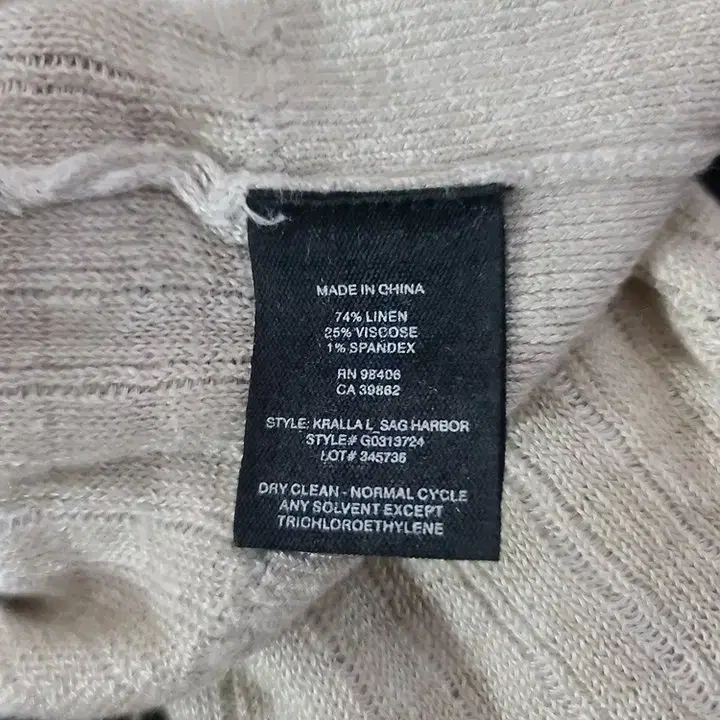 MADE IN CHINA
74% LINEN
25% VISCOSE
1% SPANDEX
RN 98406
CA 39862
STYLE: KRALLA L_SAG HARBOR
STYLE# G0313724
LOT# 345736
DRY CLEAN - NORMAL CYCLE
ANY SOLVENT EXCEPT
TRICHLOROETHYLENE